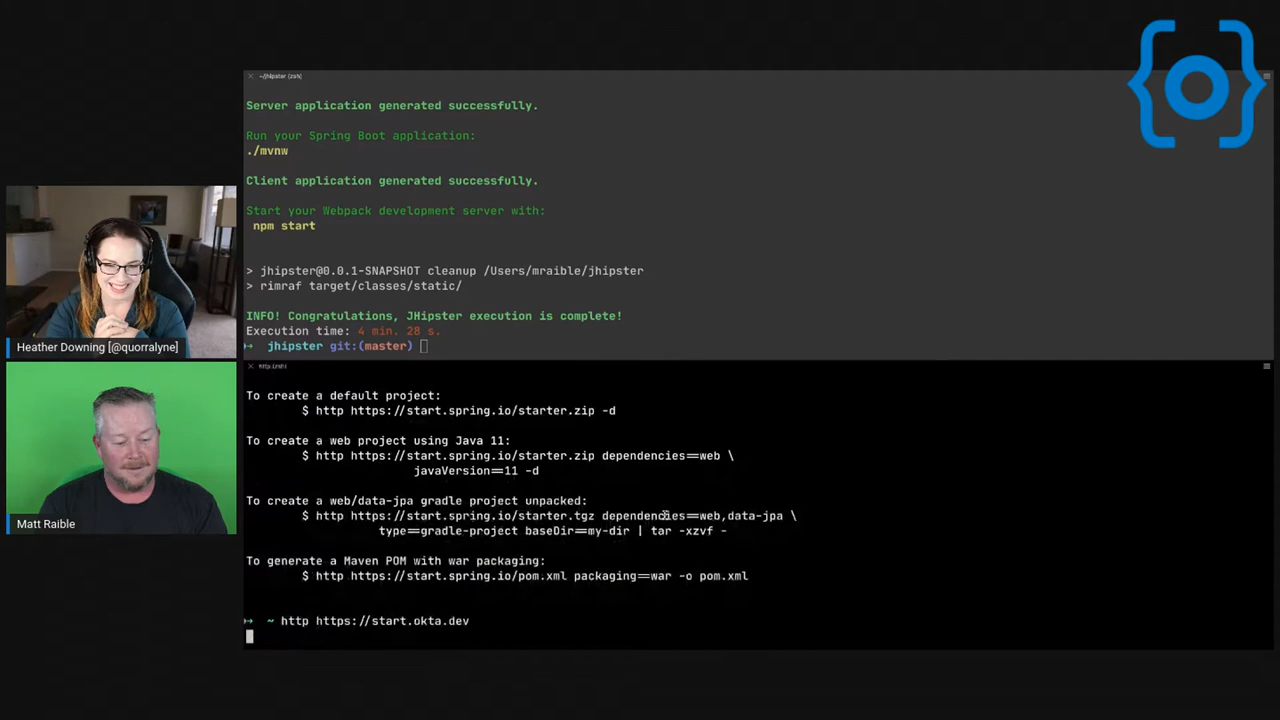 ~/jhipster (zsh)
Server application generated successfully.
Run your Spring Boot application:
./mvnw
Client application generated successfully.
Start your Webpack development server with:
npm start
> jhipster@0.0.1-SNAPSHOT cleanup /Users/mraible/jhipster
> rimraf target/classes/static/
INFO! Congratulations, JHipster execution is complete!
Execution time: 4 min. 28 s.
→ jhipster git:(master)
To create a default project:
$ http https://start.spring.io/starter.zip -d
To create a web project using Java 11:
$ http https://start.spring.io/starter.zip dependencies==web \
javaVersion==11 -d
To create a web/data-jpa gradle project unpacked:
$ http https://start.spring.io/starter.tgz dependencies==web,data-jpa \
type==gradle-project baseDir==my-dir | tar -xzvf -
To generate a Maven POM with war packaging:
$ http https://start.spring.io/pom.xml packaging==war -o pom.xml
→ ~ http https://start.okta.dev
Heather Downing [@quorralyne]
Matt Raible